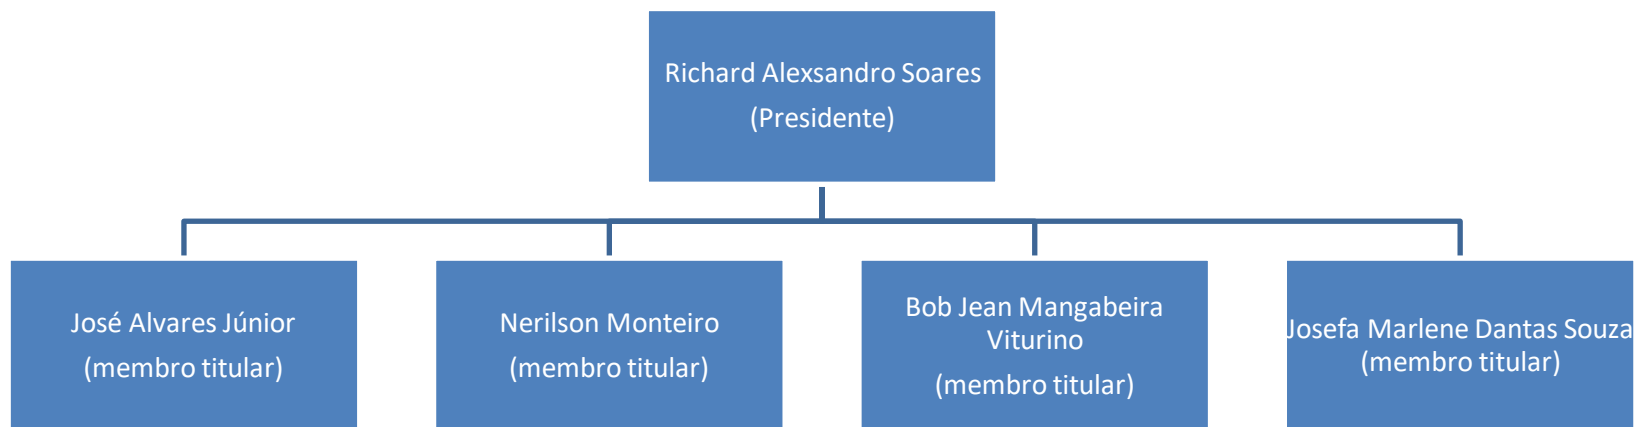 Richard Alexsandro Soares
(Presidente)
José Alvares Júnior
(membro titular)
Nerilson Monteiro
(membro titular)
Bob Jean Mangabeira
Viturino
(membro titular)
Josefa Marlene Dantas Souza
(membro titular)